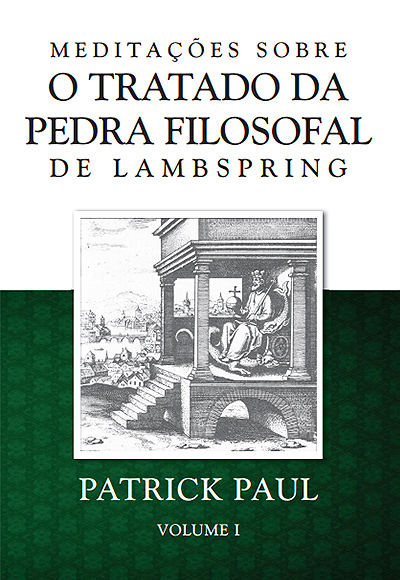 MEDITAÇÕES SOBRE
O TRATADO DA
PEDRA FILOSOFAL
DE LAMBSPRING
PATRICK PAUL
VOLUME I